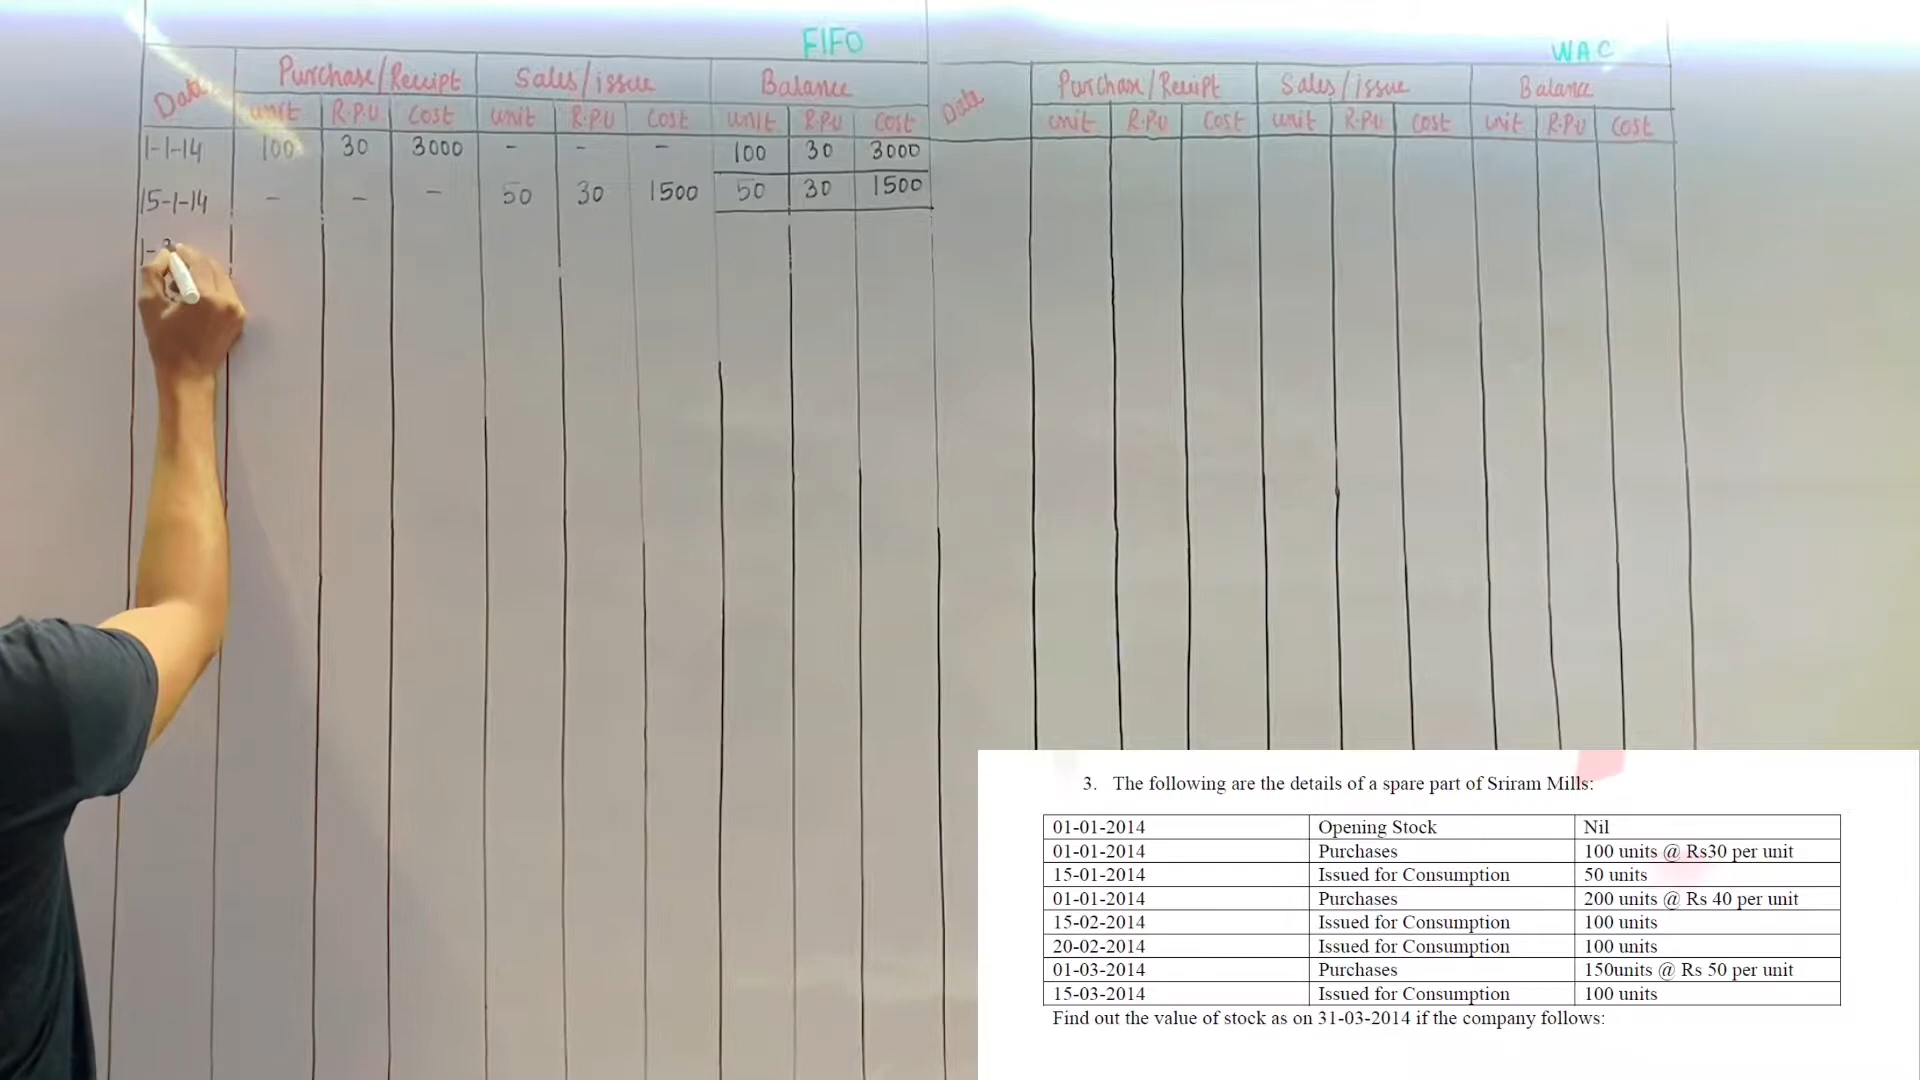 FIFO
Date Purchase/Receipt Sales/issue Balance
unit R.P.U Cost unit R.P.U Cost unit R.P.U Cost
1-1-14 100 30 3000 - - - 100 30 3000
15-1-14 - - - 50 30 1500 50 30 1500
1-
WAC
Date Purchase/Receipt Sales/issue Balance
unit R.P.U Cost unit R.P.U Cost unit R.P.U Cost
3. The following are the details of a spare part of Sriram Mills:
01-01-2014 Opening Stock Nil
01-01-2014 Purchases 100 units @ Rs30 per unit
15-01-2014 Issued for Consumption 50 units
01-01-2014 Purchases 200 units @ Rs 40 per unit
15-02-2014 Issued for Consumption 100 units
20-02-2014 Issued for Consumption 100 units
01-03-2014 Purchases 150units @ Rs 50 per unit
15-03-2014 Issued for Consumption 100 units
Find out the value of stock as on 31-03-2014 if the company follows: